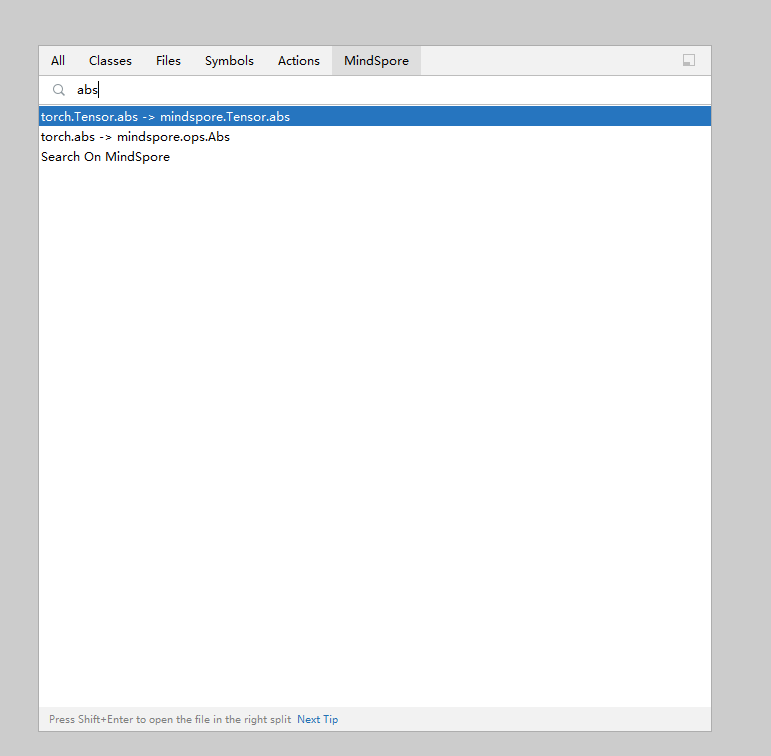 All Classes Files Symbols Actions MindSpore
abs
torch.Tensor.abs -> mindspore.Tensor.abs
torch.abs -> mindspore.ops.Abs
Search On MindSpore
Press Shift+Enter to open the file in the right split Next Tip